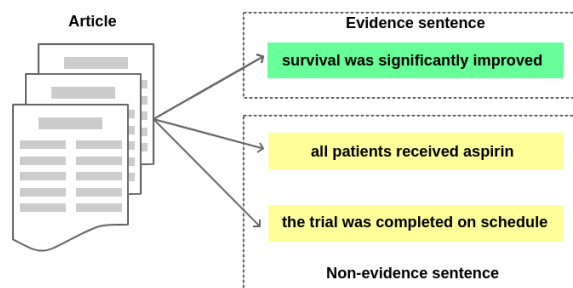 Article
Evidence sentence
survival was significantly improved
all patients received aspirin
the trial was completed on schedule
Non-evidence sentence